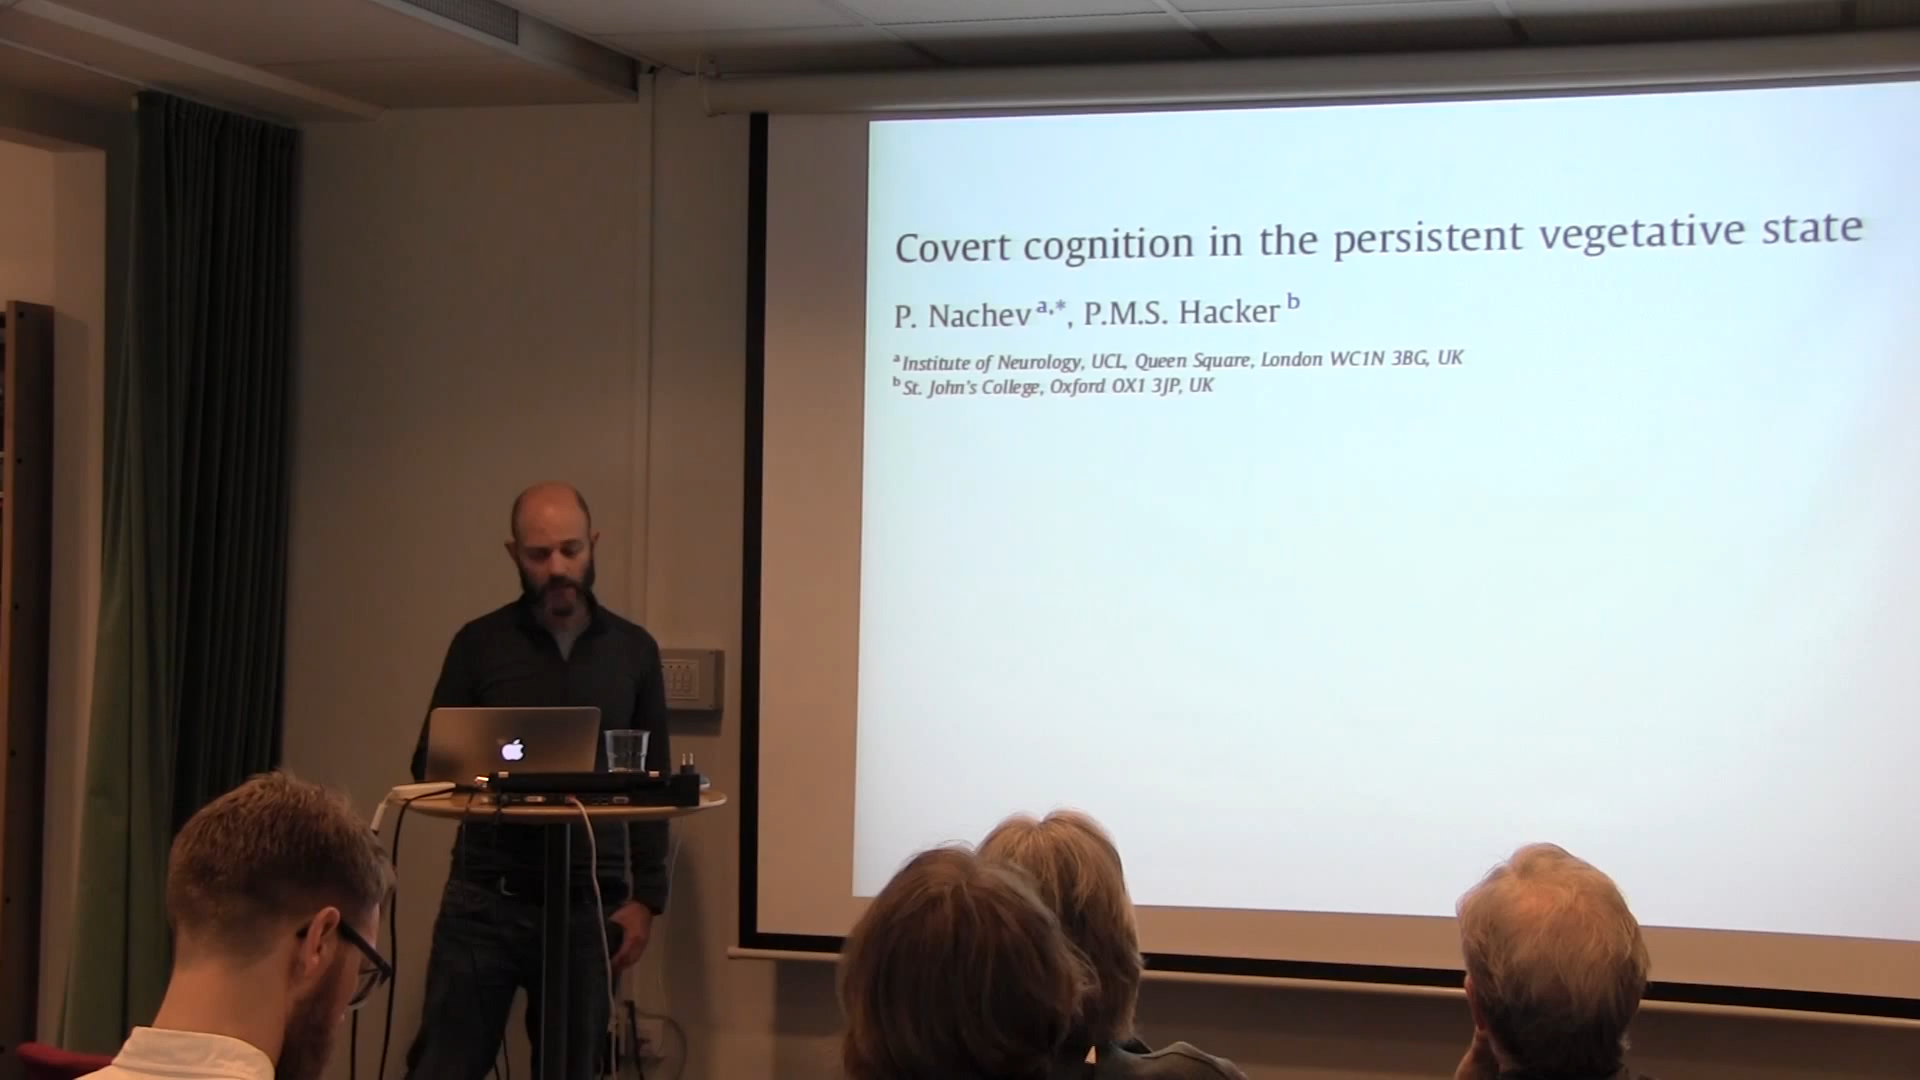 Covert cognition in the persistent vegetative state
P. Nachev a,*, P.M.S. Hacker b
a Institute of Neurology, UCL, Queen Square, London WC1N 3BG, UK
b St. John's College, Oxford OX1 3JP, UK